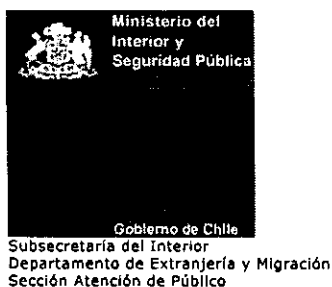 Ministerio del
Interior y
Seguridad Pública
Gobierno de Chile
Subsecretaría del Interior
Departamento de Extranjería y Migración
Sección Atención de Público